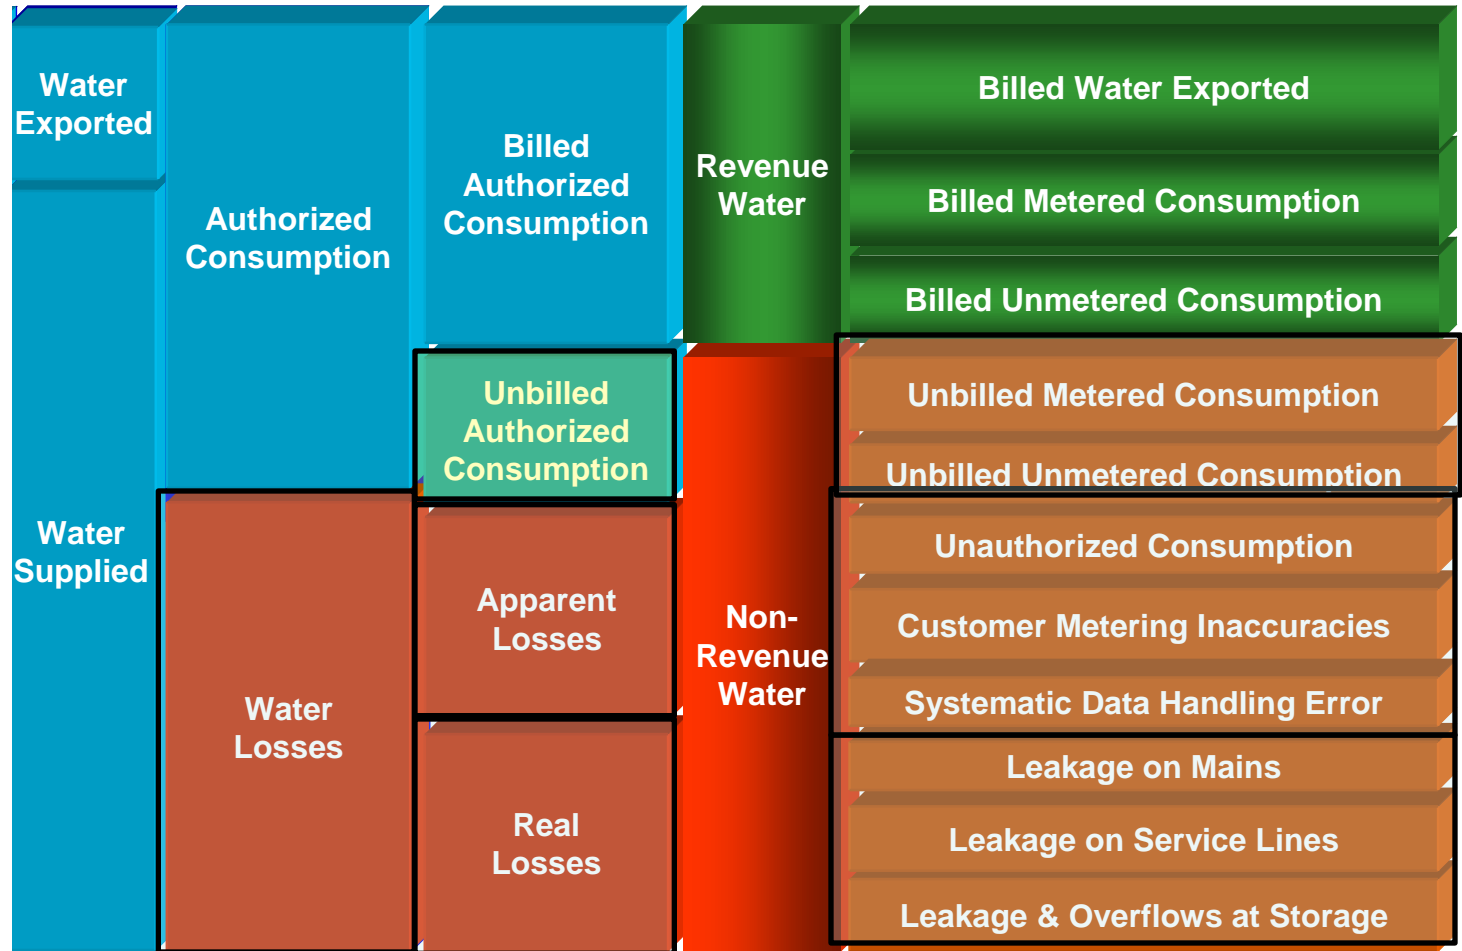 Water
Exported
Water
Supplied
Authorized
Consumption
Water
Losses
Billed
Authorized
Consumption
Unbilled
Authorized
Consumption
Apparent
Losses
Real
Losses
Revenue
Water
Non-
Revenue
Water
Billed Water Exported
Billed Metered Consumption
Billed Unmetered Consumption
Unbilled Metered Consumption
Unbilled Unmetered Consumption
Unauthorized Consumption
Customer Metering Inaccuracies
Systematic Data Handling Error
Leakage on Mains
Leakage on Service Lines
Leakage & Overflows at Storage